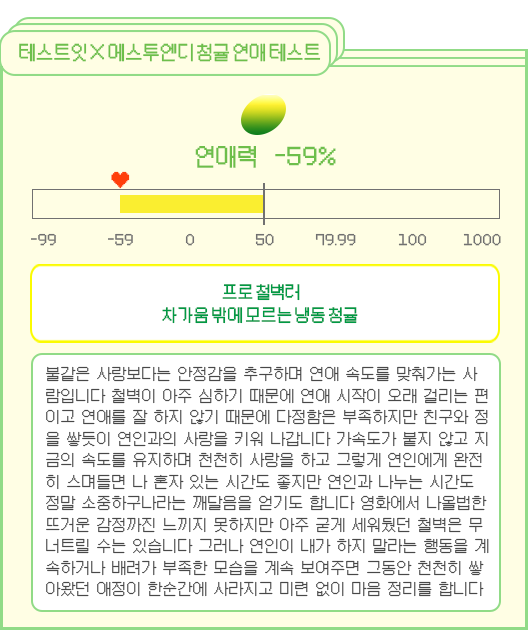 테스트잇 X 메스투엔디 청귤 연애 테스트
연애력 -59%
-99 -59 0 50 79.99 100 1000
프로 철벽러
차가움 밖에 모르는 냉동 청귤
불같은 사랑보다는 안정감을 추구하며 연애 속도를 맞춰가는 사
람입니다 철벽이 아주 심하기 때문에 연애 시작이 오래 걸리는 편
이고 연애를 잘 하지 않기 때문에 다정함은 부족하지만 친구와 정
을 쌓듯이 연인과의 사랑을 키워 나갑니다 가속도가 붙지 않고 지
금의 속도를 유지하며 천천히 사랑을 하고 그렇게 연인에게 완전
히 스며들면 나 혼자 있는 시간도 좋지만 연인과 나누는 시간도
정말 소중하구나라는 깨달음을 얻기도 합니다 영화에서 나올법한
뜨거운 감정까진 느끼지 못하지만 아주 굳게 세워뒀던 철벽은 무
너트릴 수는 있습니다 그러나 연인이 내가 하지 말라는 행동을 계
속하거나 배려가 부족한 모습을 계속 보여주면 그동안 천천히 쌓
아왔던 애정이 한순간에 사라지고 미련 없이 마음 정리를 합니다